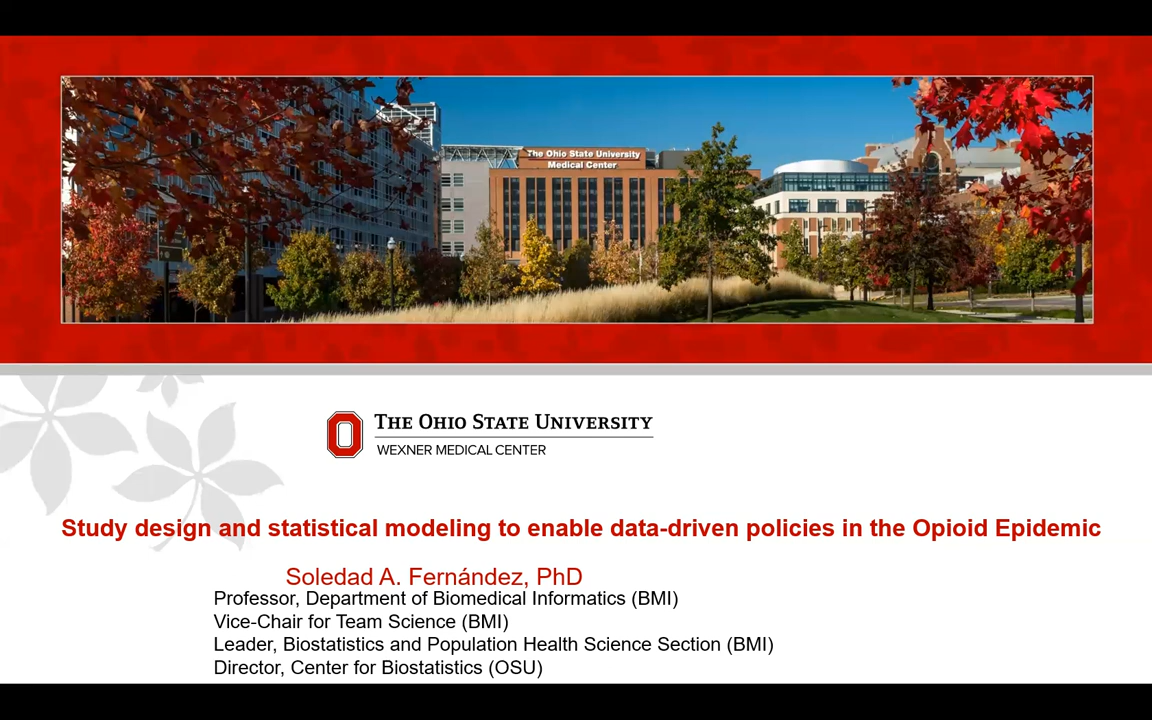 The Ohio State University
Medical Center
THE OHIO STATE UNIVERSITY
WEXNER MEDICAL CENTER
Study design and statistical modeling to enable data-driven policies in the Opioid Epidemic
Soledad A. Fernández, PhD
Professor, Department of Biomedical Informatics (BMI)
Vice-Chair for Team Science (BMI)
Leader, Biostatistics and Population Health Science Section (BMI)
Director, Center for Biostatistics (OSU)